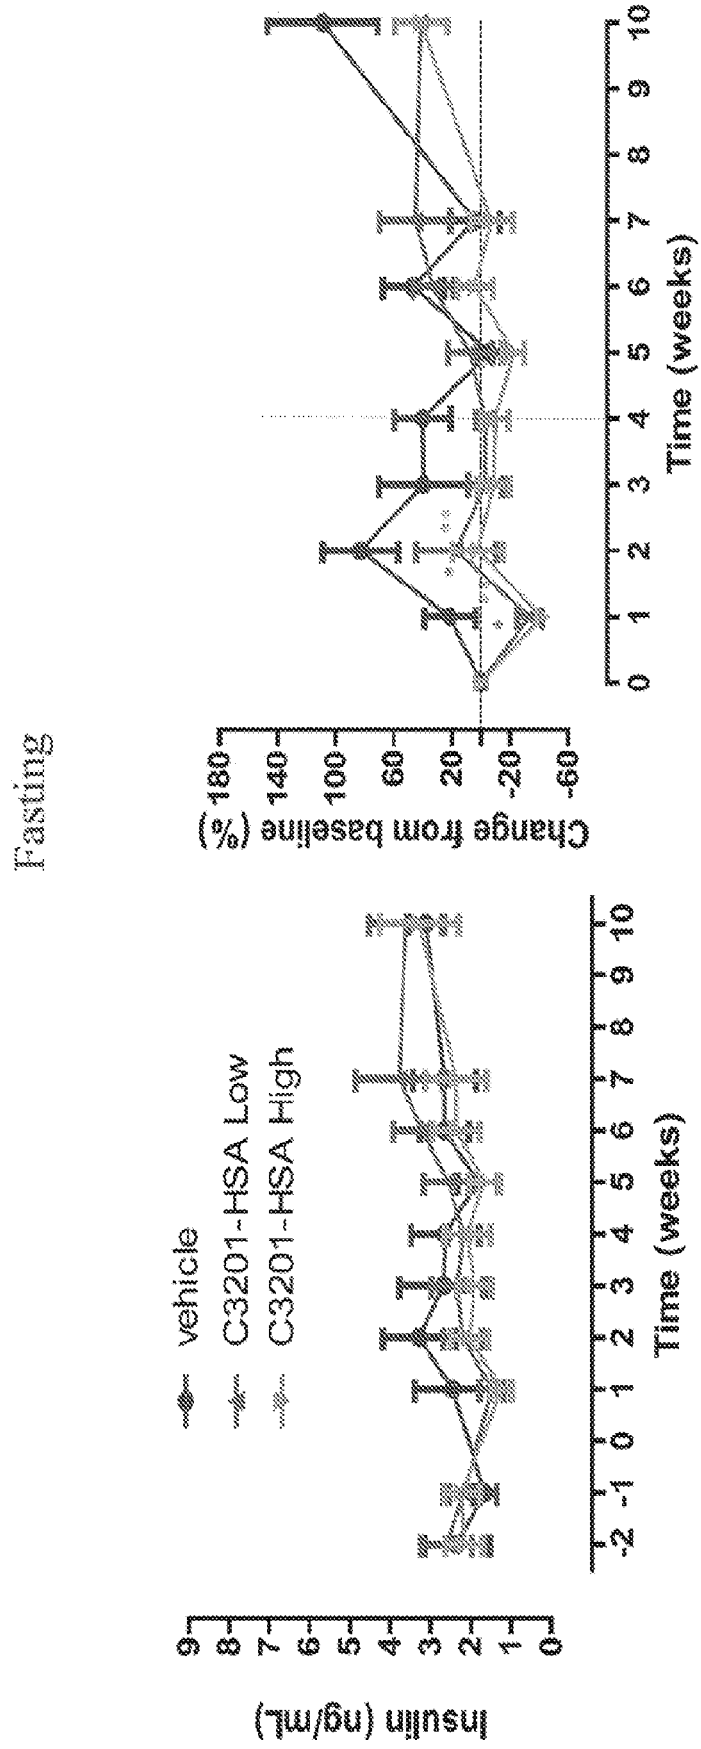 Fasting
vehicle
C3201-HSA Low
C3201-HSA High
Insulin (ng/mL)
9
8
7
6
5
4
3
2
1
0
-2 -1 0 1 2 3 4 5 6 7 8 9 10
Time (weeks)
Change from baseline (%)
180
140
100
60
20
-20
-60
0 1 2 3 4 5 6 7 8 9 10
Time (weeks)